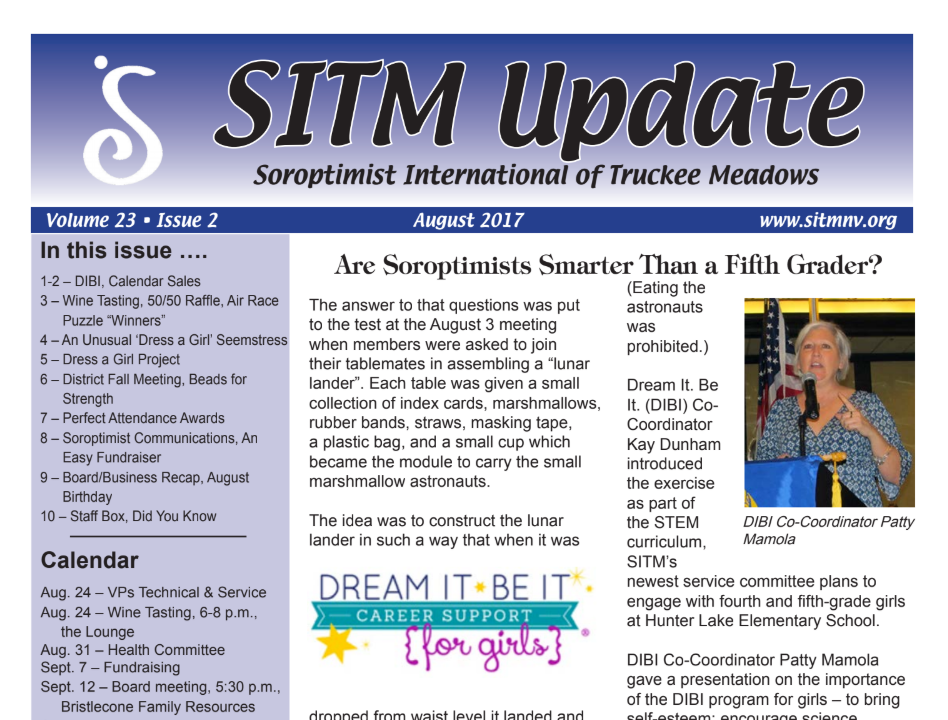 SITM Update
Soroptimist International of Truckee Meadows
Volume 23 ▪ Issue 2
August 2017
www.sitmnv.org
In this issue ….
1-2 – DIBI, Calendar Sales
3 – Wine Tasting, 50/50 Raffle, Air Race
Puzzle “Winners”
4 – An Unusual ‘Dress a Girl’ Seemstress
5 – Dress a Girl Project
6 – District Fall Meeting, Beads for
Strength
7 – Perfect Attendance Awards
8 – Soroptimist Communications, An
Easy Fundraiser
9 – Board/Business Recap, August
Birthday
10 – Staff Box, Did You Know
Calendar
Aug. 24 – VPs Technical & Service
Aug. 24 – Wine Tasting, 6-8 p.m.,
the Lounge
Aug. 31 – Health Committee
Sept. 7 – Fundraising
Sept. 12 – Board meeting, 5:30 p.m.,
Bristlecone Family Resources
Are Soroptimists Smarter Than a Fifth Grader?
The answer to that questions was put
to the test at the August 3 meeting
when members were asked to join
their tablemates in assembling a “lunar
lander”. Each table was given a small
collection of index cards, marshmallows,
rubber bands, straws, masking tape,
a plastic bag, and a small cup which
became the module to carry the small
marshmallow astronauts.
The idea was to construct the lunar
lander in such a way that when it was
DREAM IT BE IT
CAREER SUPPORT
{for girls}
®
dropped from waist level it landed and
(Eating the
astronauts
was
prohibited.)
Dream It. Be
It. (DIBI) Co-
Coordinator
Kay Dunham
introduced
the exercise
as part of
the STEM
curriculum,
SITM’s
newest service committee plans to
engage with fourth and fifth-grade girls
at Hunter Lake Elementary School.
DIBI Co-Coordinator Patty
Mamola
DIBI Co-Coordinator Patty Mamola
gave a presentation on the importance
of the DIBI program for girls – to bring
self-esteem; encourage science